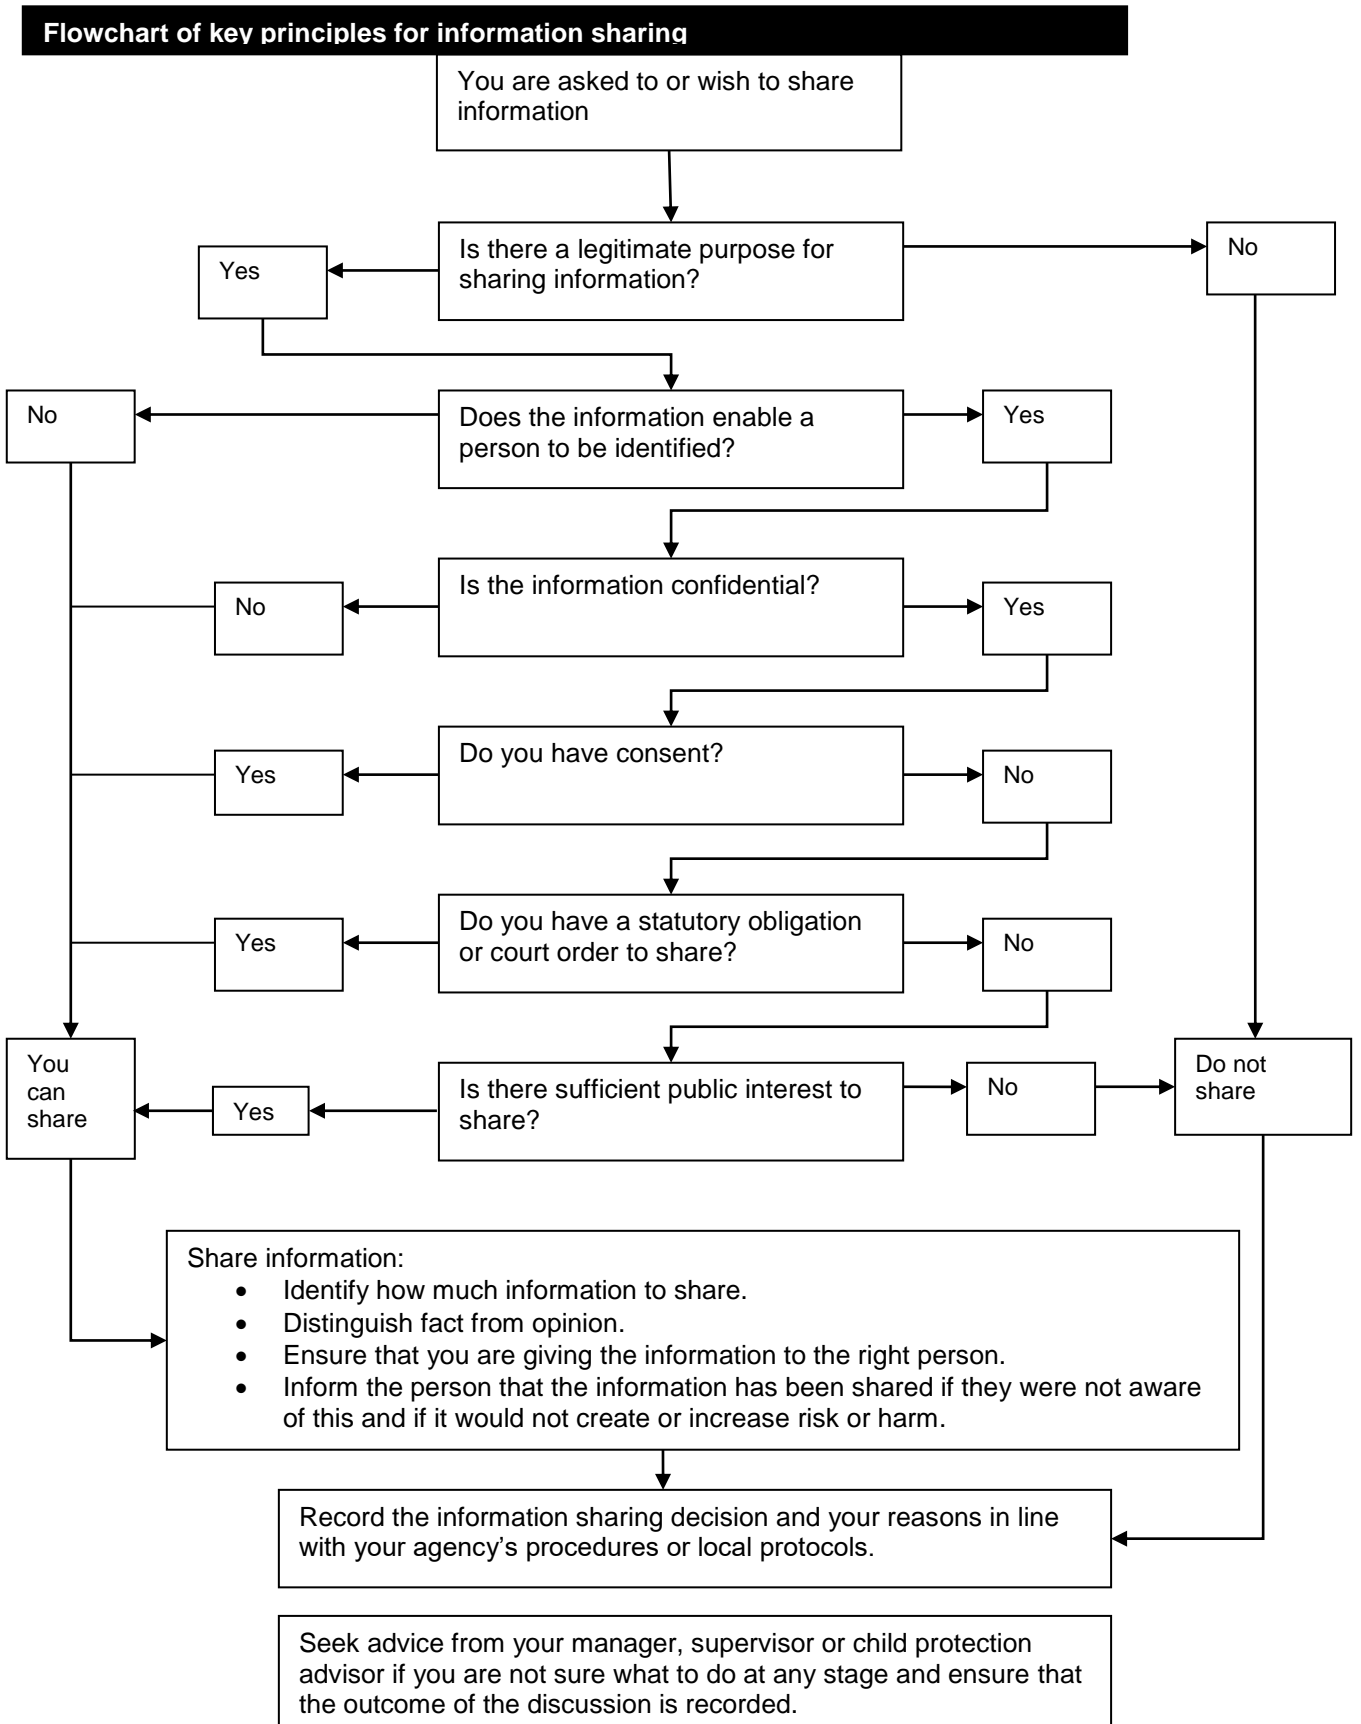 Flowchart of key principles for information sharing
You are asked to or wish to share
information
Is there a legitimate purpose for
sharing information?
Yes
No
Does the information enable a
person to be identified?
No
Yes
Is the information confidential?
No
Yes
Do you have consent?
Yes
No
Do you have a statutory obligation
or court order to share?
Yes
No
You
can
share
Yes
Is there sufficient public interest to
share?
No
Do not
share
Share information:
• Identify how much information to share.
• Distinguish fact from opinion.
• Ensure that you are giving the information to the right person.
• Inform the person that the information has been shared if they were not aware
of this and if it would not create or increase risk or harm.
Record the information sharing decision and your reasons in line
with your agency’s procedures or local protocols.
Seek advice from your manager, supervisor or child protection
advisor if you are not sure what to do at any stage and ensure that
the outcome of the discussion is recorded.